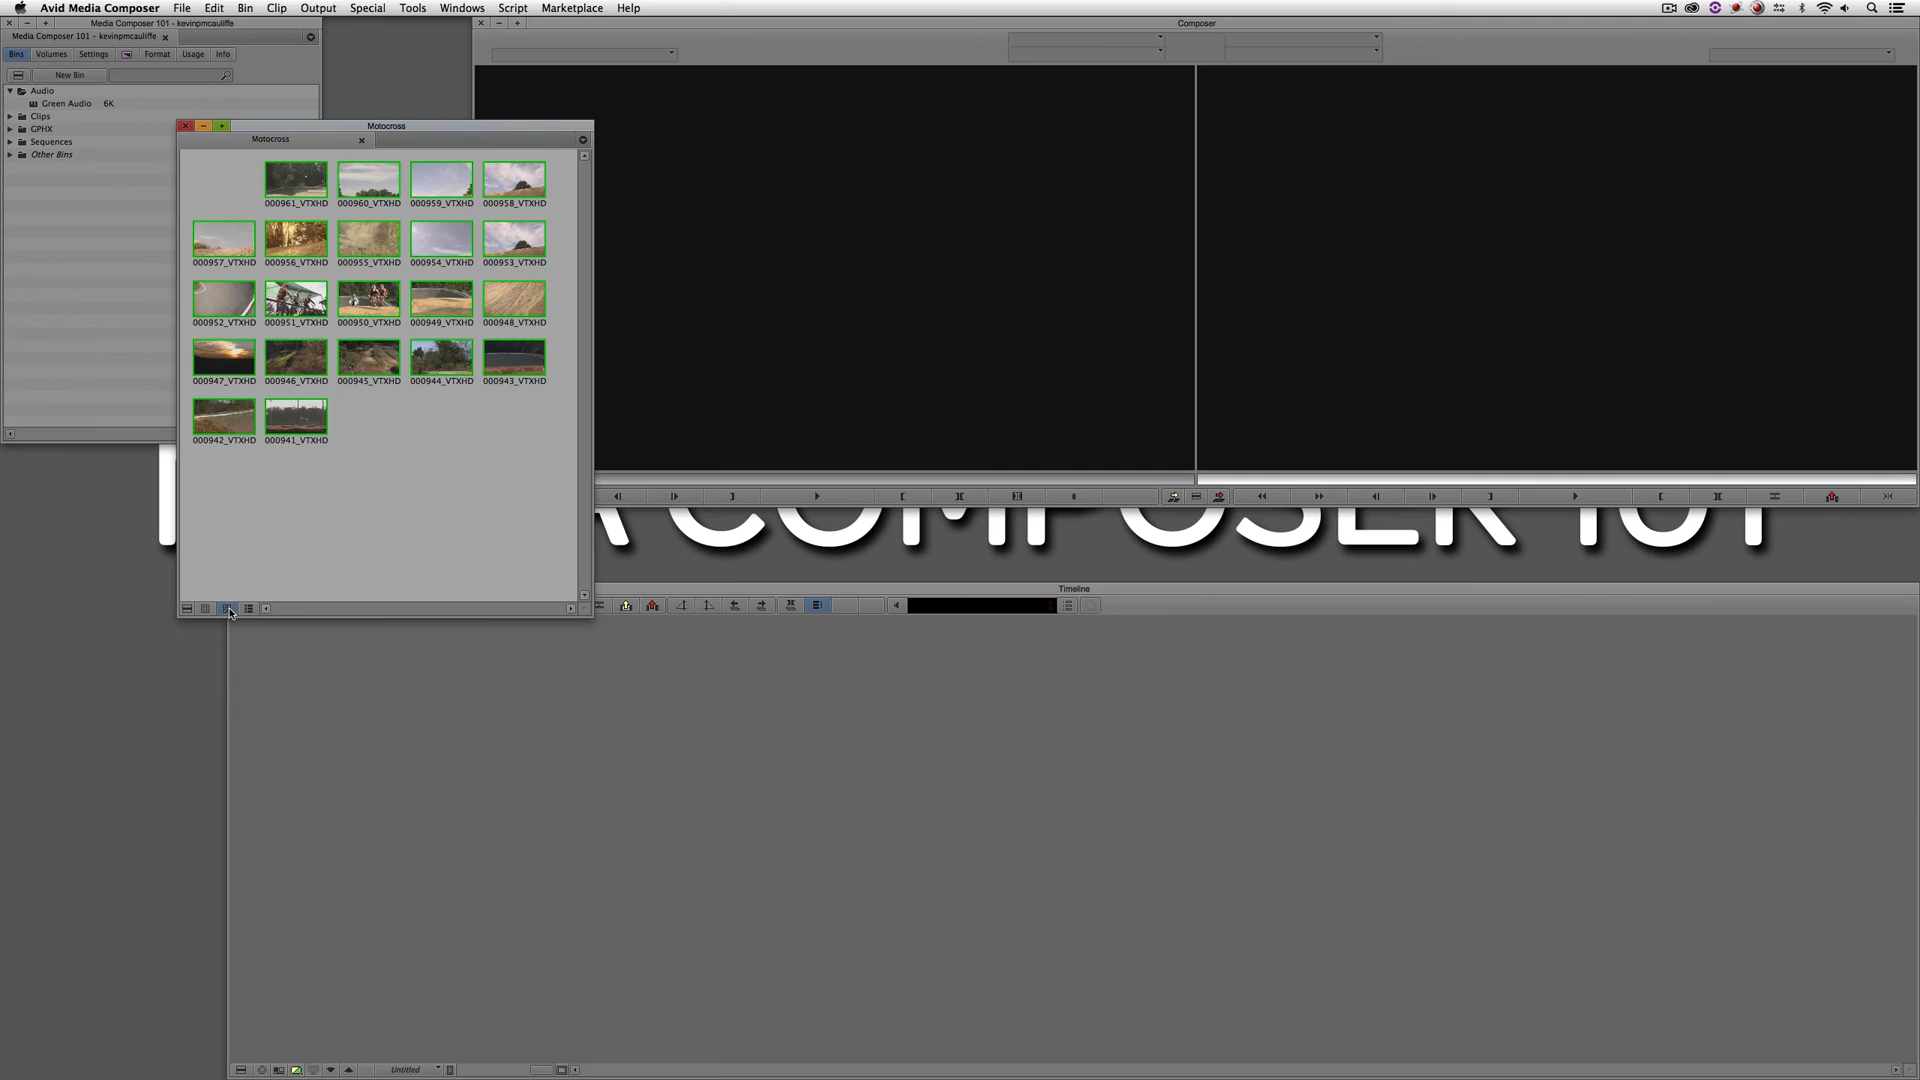 Avid Media Composer File Edit Bin Clip Output Special Tools Windows Script Marketplace Help
Media Composer 101 - kevinpmcauliffe
Composer
Media Composer 101 - kevinpmcauliffe
Bins Volumes Settings Format Usage Info
New Bin
Audio
Green Audio 6K
Clips
GPHX
Sequences
Other Bins
Motocross
Motocross
000961_VTXHD 000960_VTXHD 000959_VTXHD 000958_VTXHD
000957_VTXHD 000956_VTXHD 000955_VTXHD 000954_VTXHD 000953_VTXHD
000952_VTXHD 000951_VTXHD 000950_VTXHD 000949_VTXHD 000948_VTXHD
000947_VTXHD 000946_VTXHD 000945_VTXHD 000944_VTXHD 000943_VTXHD
000942_VTXHD 000941_VTXHD
A COMPOSER 101
Timeline
Untitled